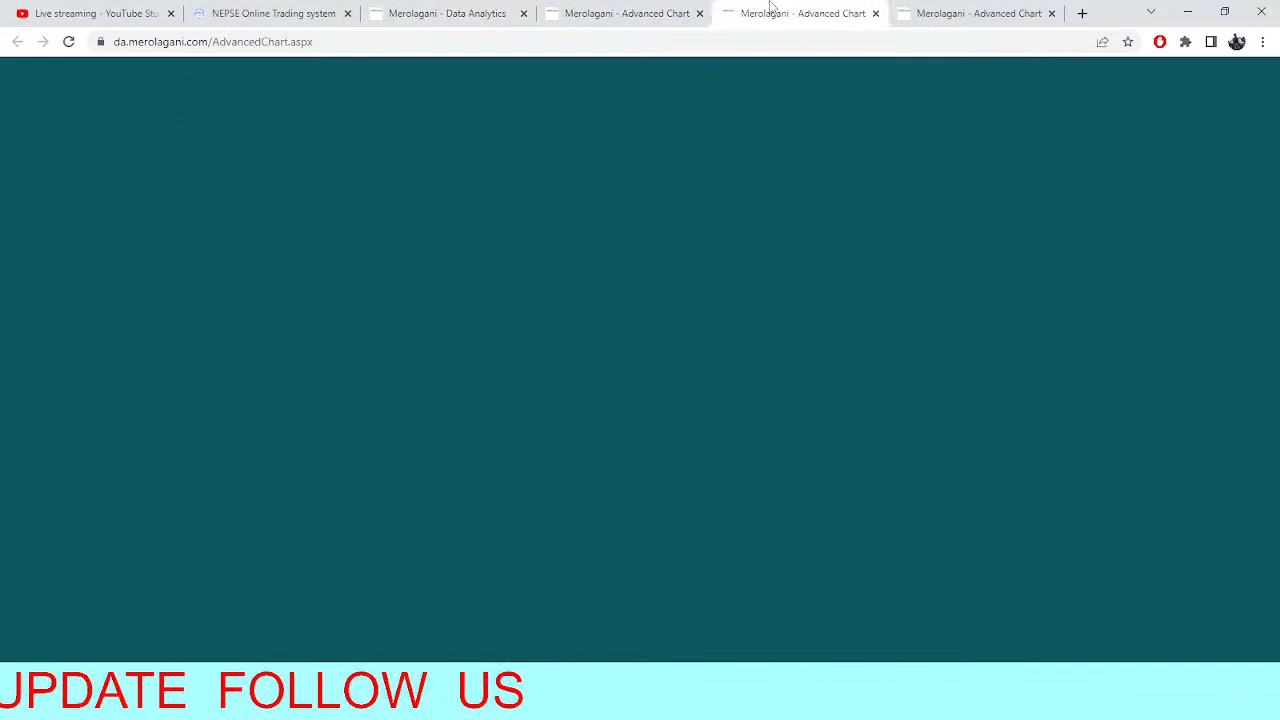 Live streaming - YouTube Stu
NEPSE Online Trading system
Merolagani - Data Analytics
Merolagani - Advanced Chart
Merolagani - Advanced Chart
Merolagani - Advanced Chart
da.merolagani.com/AdvancedChart.aspx
UPDATE FOLLOW US